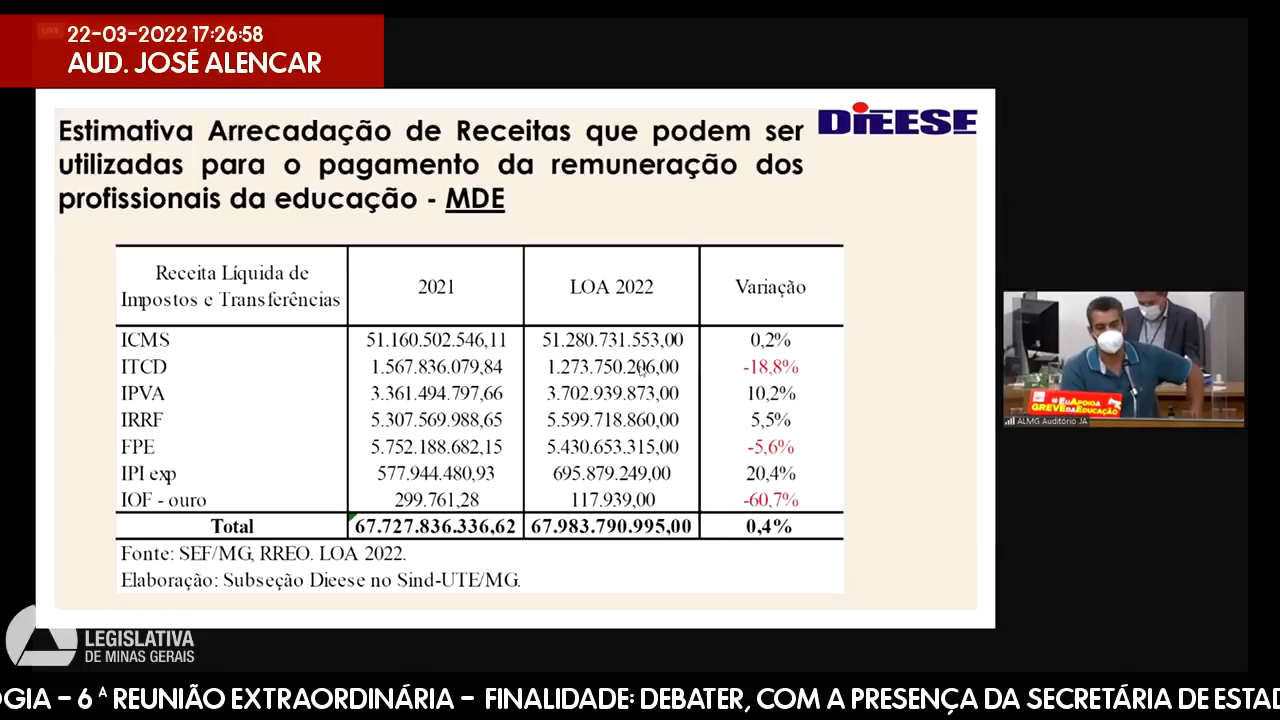 LIVE
22-03-2022 17:26:58
AUD. JOSÉ ALENCAR
DIEESE
Estimativa Arrecadação de Receitas que podem ser
utilizadas para o pagamento da remuneração dos
profissionais da educação - MDE
Receita Líquida de
Impostos e Transferências
2021
LOA 2022
Variação
ICMS 51.160.502.546,11 51.280.731.553,00 0,2%
ITCD 1.567.836.079,84 1.273.750.206,00 -18,8%
IPVA 3.361.494.797,66 3.702.939.873,00 10,2%
IRRF 5.307.569.988,65 5.599.718.860,00 5,5%
FPE 5.752.188.682,15 5.430.653.315,00 -5,6%
IPI exp 577.944.480,93 695.879.249,00 20,4%
IOF - ouro 299.761,28 117.939,00 -60,7%
Total 67.727.836.336,62 67.983.790.995,00 0,4%
Fonte: SEF/MG, RREO. LOA 2022.
Elaboração: Subseção Dieese no Sind-UTE/MG.
#EUAPOIOA
GREVEDAEDUCAÇÃO
ALMG Auditório JA
LEGISLATIVA
DE MINAS GERAIS
OGIA – 6 ª REUNIÃO EXTRAORDINÁRIA – FINALIDADE: DEBATER, COM A PRESENÇA DA SECRETÁRIA DE ESTAD